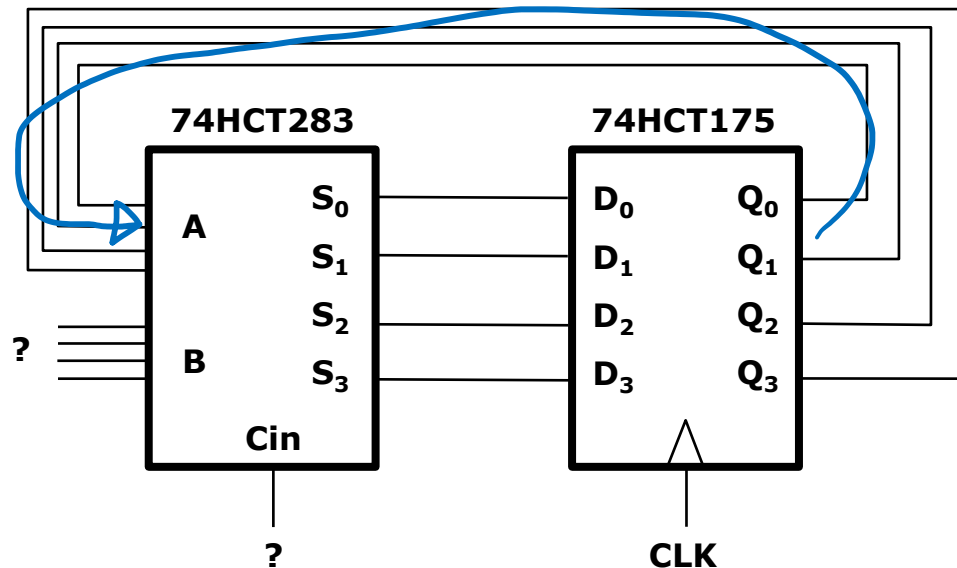 74HCT283 74HCT175
A S₀ D₀ Q₀
S₁ D₁ Q₁
? B S₂ D₂ Q₂
S₃ D₃ Q₃
Cin
? CLK